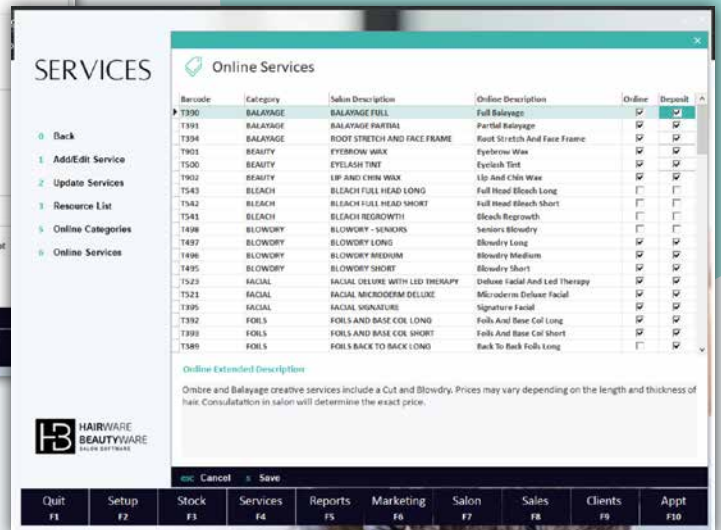 SERVICES
0 Back
1 Add/Edit Service
2 Update Services
3 Resource List
5 Online Categories
6 Online Services
HAIRWARE
BEAUTYWARE
SALON SOFTWARE
Online Services
Barcode Category Salon Description Online Description Online Deposit
T390 BALAYAGE BALAYAGE FULL Full Balayage
T391 BALAYAGE BALAYAGE PARTIAL Partial Balayage
T394 BALAYAGE ROOT STRETCH AND FACE FRAME Root Stretch And Face Frame
T901 BEAUTY EYEBROW WAX Eyebrow Wax
T500 BEAUTY EYELASH TINT Eyelash Tint
T902 BEAUTY LIP AND CHIN WAX Lip And Chin Wax
T543 BLEACH BLEACH FULL HEAD LONG Full Head Bleach Long
T542 BLEACH BLEACH FULL HEAD SHORT Full Head Bleach Short
T541 BLEACH BLEACH REGROWTH Bleach Regrowth
T498 BLOWDRY BLOWDRY - SENIORS Seniors Blowdry
T497 BLOWDRY BLOWDRY LONG Blowdry Long
T496 BLOWDRY BLOWDRY MEDIUM Blowdry Medium
T495 BLOWDRY BLOWDRY SHORT Blowdry Short
T523 FACIAL FACIAL DELUXE WITH LED THERAPY Deluxe Facial And Led Therapy
T521 FACIAL FACIAL MICRODERM DELUXE Microderm Deluxe Facial
T395 FACIAL FACIAL SIGNATURE Signature Facial
T392 FOILS FOILS AND BASE COL LONG Foils And Base Col Long
T393 FOILS FOILS AND BASE COL SHORT Foils And Base Col Short
T389 FOILS FOILS BACK TO BACK LONG Back To Back Foils Long
Online Extended Description
Ombre and Balayage creative services include a Cut and Blowdry. Prices may vary depending on the length and thickness of
hair. Consulatation in salon will determine the exact price.
esc Cancel s Save
Quit Setup Stock Services Reports Marketing Salon Sales Clients Appt
F1 F2 F3 F4 F5 F6 F7 F8 F9 F10